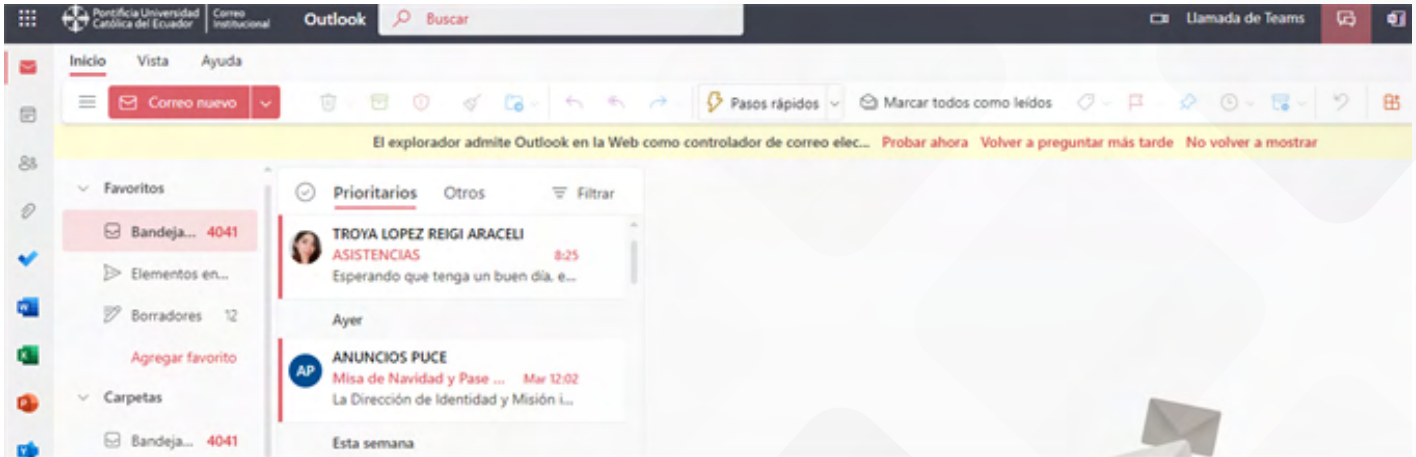 Pontificia Universidad
Católica del Ecuador
Correo
Institucional
Outlook
Buscar
Llamada de Teams
Inicio Vista Ayuda
Correo nuevo
Pasos rápidos
Marcar todos como leídos
El explorador admite Outlook en la Web como controlador de correo elec... Probar ahora Volver a preguntar más tarde No volver a mostrar
Favoritos
Bandeja... 4041
Elementos en...
Borradores 12
Agregar favorito
Carpetas
Bandeja... 4041
Prioritarios Otros Filtrar
TROYA LOPEZ REIGI ARACELI
ASISTENCIAS 8:25
Esperando que tenga un buen día, e...
Ayer
AP
ANUNCIOS PUCE
Misa de Navidad y Pase ... Mar 12:02
La Dirección de Identidad y Misión i...
Esta semana